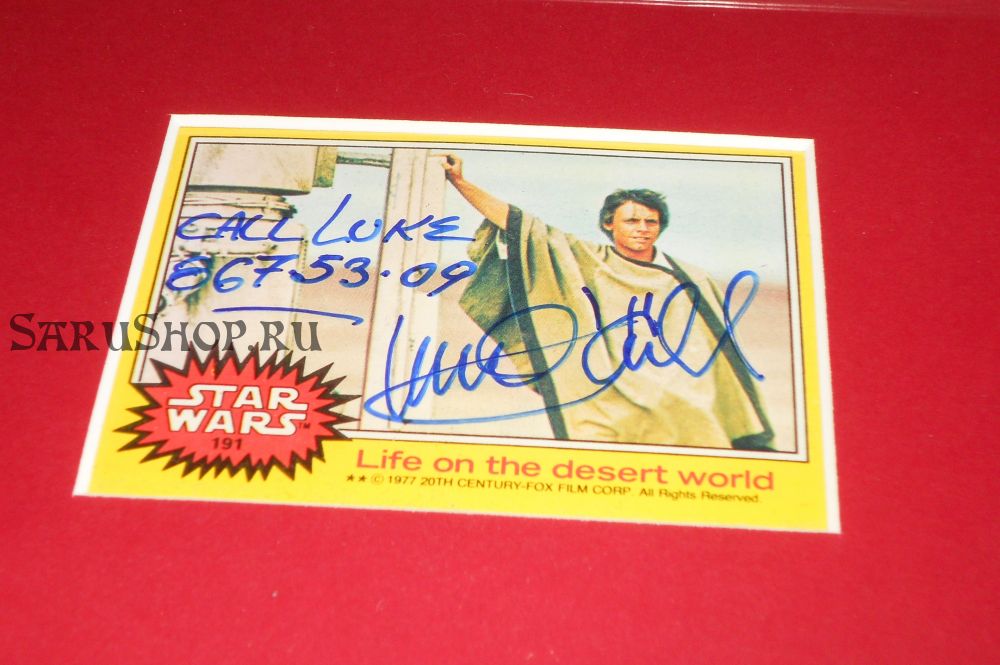 CALL LUKE
867-53-09
SARUSHOP.RU
STAR
WARS™
191
Life on the desert world
★★ © 1977 20TH CENTURY-FOX FILM CORP. All Rights Reserved.